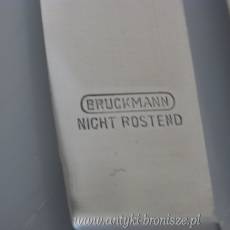 BRUCKMANN
NICHT ROSTEND
www.antyki-bronisze.pl